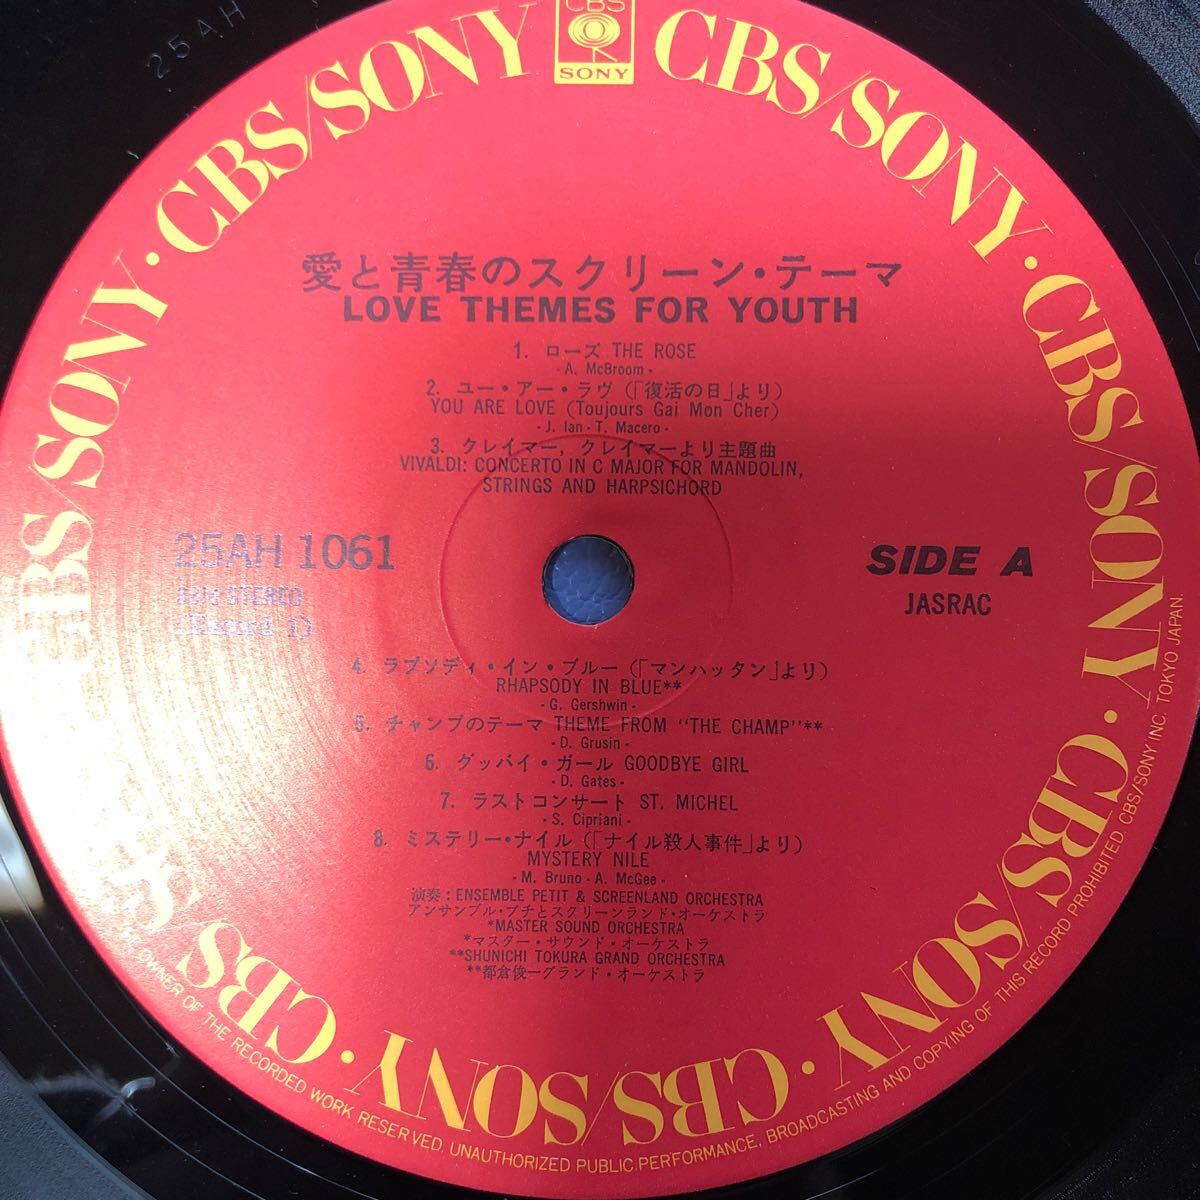 25AH
CBS
SONY
CBS/SONY · CBS/SONY · CBS/SONY · CBS/SONY · CBS/SONY · CBS/SONY · CBS/SONY · CBS/SONY
愛と青春のスクリーン・テーマ
LOVE THEMES FOR YOUTH
1. ローズ THE ROSE
- A. McBroom -
2. ユー・アー・ラヴ (「復活の日」より)
YOU ARE LOVE (Toujours Gai Mon Cher)
- J. Ian - T. Macero -
3. クレイマー, クレイマーより主題曲
VIVALDI: CONCERTO IN C MAJOR FOR MANDOLIN,
STRINGS AND HARPSICHORD
25AH 1061
33⅓ STEREO
(Record 1)
SIDE A
JASRAC
4. ラプソディ・イン・ブルー (「マンハッタン」より)
RHAPSODY IN BLUE**
- G. Gershwin -
5. チャンプのテーマ THEME FROM "THE CHAMP"**
- D. Grusin -
6. グッバイ・ガール GOODBYE GIRL
- D. Gates -
7. ラストコンサート ST. MICHEL
- S. Cipriani -
8. ミステリー・ナイル (「ナイル殺人事件」より)
MYSTERY NILE
- M. Bruno - A. McGee -
演奏: ENSEMBLE PETIT & SCREENLAND ORCHESTRA
アンサンブル・プチとスクリーンランド・オーケストラ
*MASTER SOUND ORCHESTRA
*マスター・サウンド・オーケストラ
**SHUNICHI TOKURA GRAND ORCHESTRA
**都倉俊一グランド・オーケストラ
OWNER OF THE RECORDED WORK RESERVED. UNAUTHORIZED PUBLIC PERFORMANCE, BROADCASTING AND COPYING OF THIS RECORD PROHIBITED. CBS/SONY INC. TOKYO JAPAN.